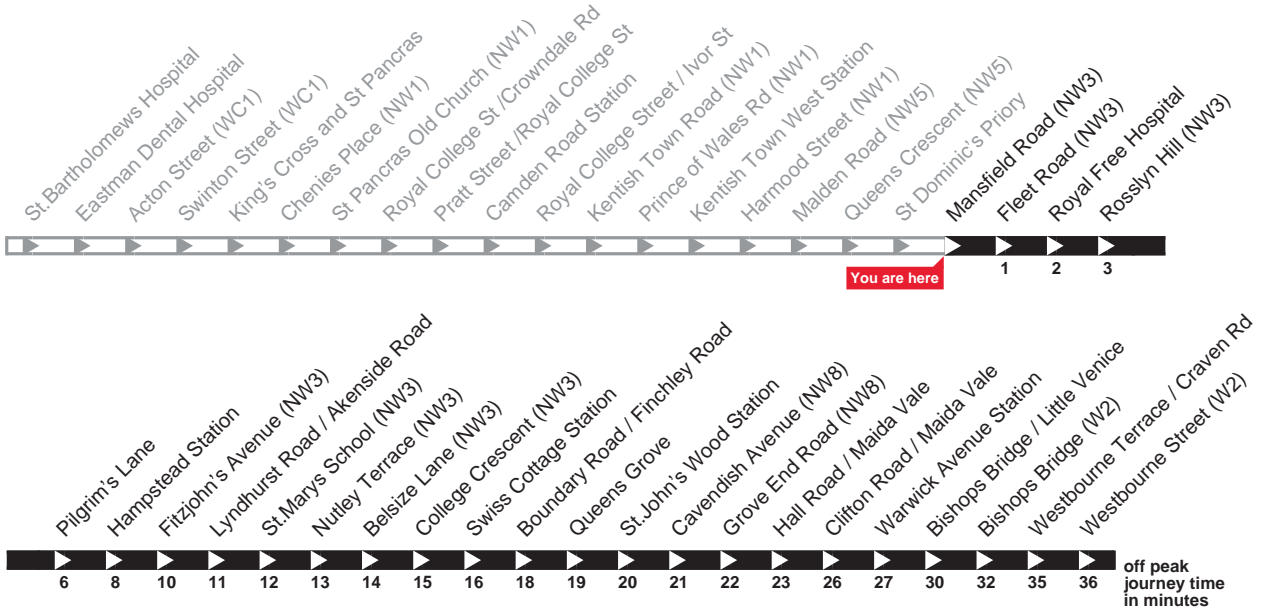 St.Bartholomews Hospital
Eastman Dental Hospital
Acton Street (WC1)
Swinton Street (WC1)
King's Cross and St Pancras
Chenies Place (NW1)
St Pancras Old Church (NW1)
Royal College St /Crowndale Rd
Pratt Street /Royal College St
Camden Road Station
Royal College Street / Ivor St
Kentish Town Road (NW1)
Prince of Wales Rd (NW1)
Kentish Town West Station
Harmood Street (NW1)
Malden Road (NW5)
Queens Crescent (NW5)
St Dominic's Priory
Mansfield Road (NW3)
Fleet Road (NW3)
Royal Free Hospital
Rosslyn Hill (NW3)
You are here
1 2 3
Pilgrim's Lane
Hampstead Station
Fitzjohn's Avenue (NW3)
Lyndhurst Road / Akenside Road
St.Marys School (NW3)
Nutley Terrace (NW3)
Belsize Lane (NW3)
College Crescent (NW3)
Swiss Cottage Station
Boundary Road / Finchley Road
Queens Grove
St.John's Wood Station
Cavendish Avenue (NW8)
Grove End Road (NW8)
Hall Road / Maida Vale
Clifton Road / Maida Vale
Warwick Avenue Station
Bishops Bridge / Little Venice
Bishops Bridge (W2)
Westbourne Terrace / Craven Rd
Westbourne Street (W2)
6 8 10 11 12 13 14 15 16 18 19 20 21 22 23 26 27 30 32 35 36
off peak
journey time
in minutes